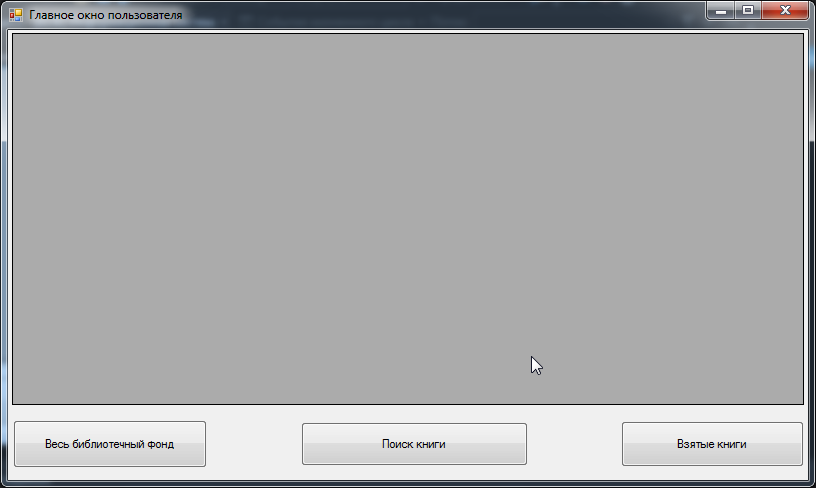 Главное окно пользователя
Весь библиотечный фонд
Поиск книги
Взятые книги